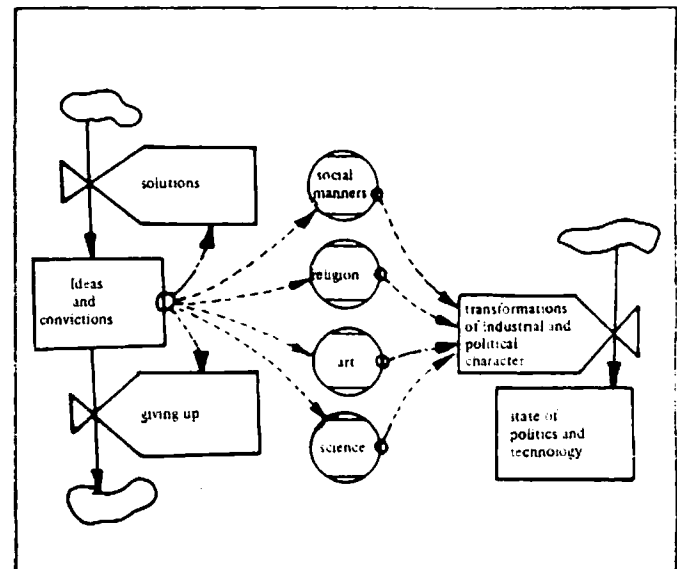 solutions
Ideas
and
convictions
giving up
social
manners
religion
art
science
transformations
of industrial and
political
character
state of
politics and
technology